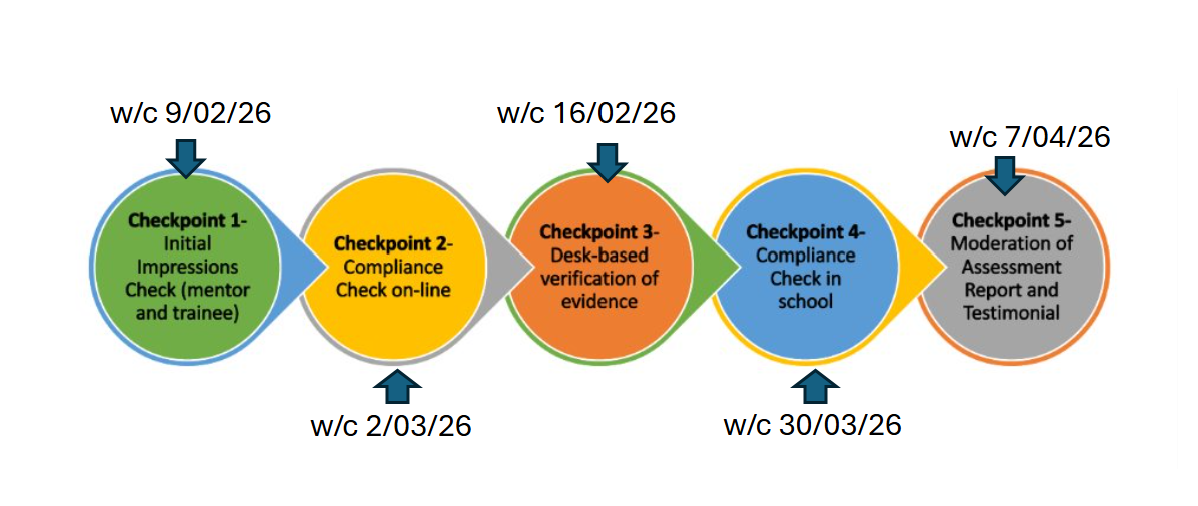 w/c 9/02/26
w/c 16/02/26
w/c 7/04/26
Checkpoint 1-
Initial
Impressions
Check (mentor
and trainee)
Checkpoint 2-
Compliance
Check on-line
Checkpoint 3-
Desk-based
verification of
evidence
Checkpoint 4-
Compliance
Check in
school
Checkpoint 5-
Moderation of
Assessment
Report and
Testimonial
w/c 2/03/26
w/c 30/03/26